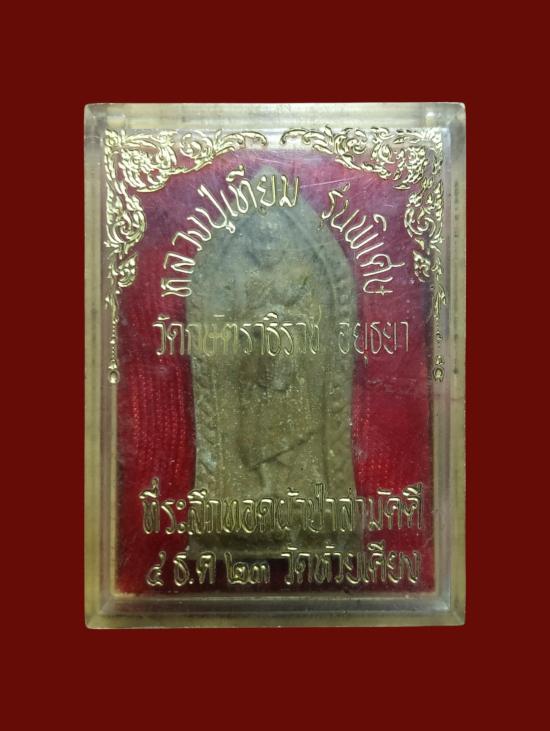 หลวงปู่เทียม รุ่นพิเศษ
วัดกษัตราธิราช อยุธยา
ที่ระลึกทอดผ้าป่าสามัคคี
๔ ธ.ค ๒๓ วัดห้วยเคียง